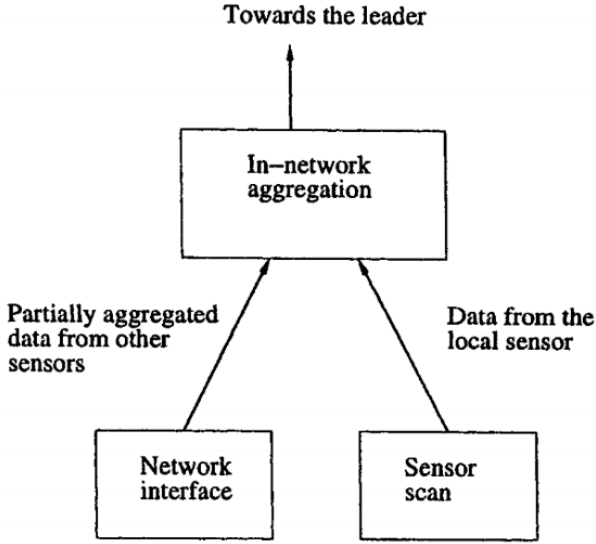 Towards the leader
In–network
aggregation
Partially aggregated
data from other
sensors
Data from the
local sensor
Network
interface
Sensor
scan